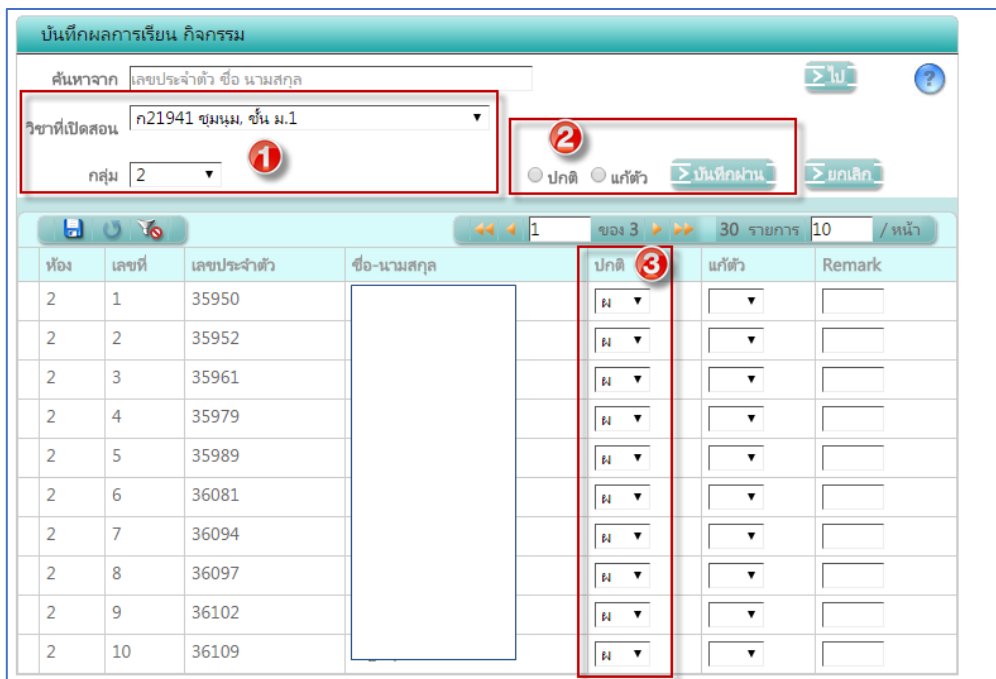 บันทึกผลการเรียน กิจกรรม
ค้นหาจาก เลขประจำตัว ชื่อ นามสกุล ไป ?
วิชาที่เปิดสอน ก21941 ชุมนุม, ชั้น ม.1
1 2
กลุ่ม 2 ปกติ แก้ตัว บันทึกผ่าน ยกเลิก
1 ของ 3 30 รายการ 10 / หน้า
ห้อง เลขที่ เลขประจำตัว ชื่อ-นามสกุล ปกติ 3 แก้ตัว Remark
2 1 35950 ผ
2 2 35952 ผ
2 3 35961 ผ
2 4 35979 ผ
2 5 35989 ผ
2 6 36081 ผ
2 7 36094 ผ
2 8 36097 ผ
2 9 36102 ผ
2 10 36109 ผ